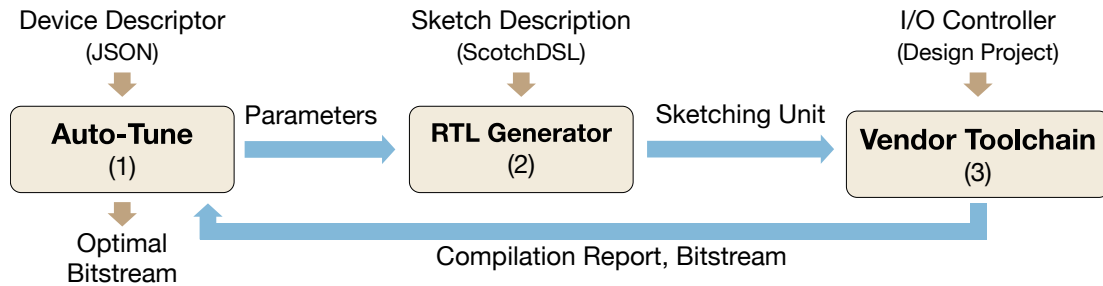 Device Descriptor
(JSON)
Sketch Description
(ScotchDSL)
I/O Controller
(Design Project)
Auto-Tune
(1)
Parameters
RTL Generator
(2)
Sketching Unit
Vendor Toolchain
(3)
Optimal
Bitstream
Compilation Report, Bitstream